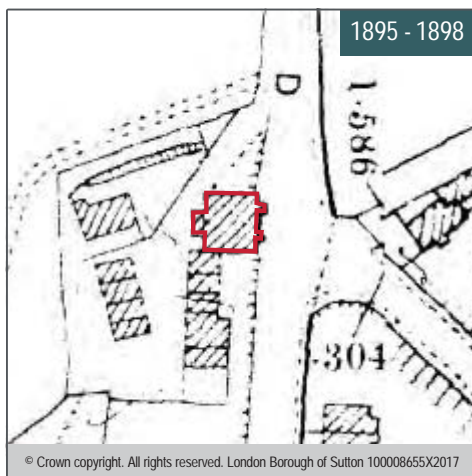 1895 - 1898
D
1·586
·304
© Crown copyright. All rights reserved. London Borough of Sutton 100008655X2017